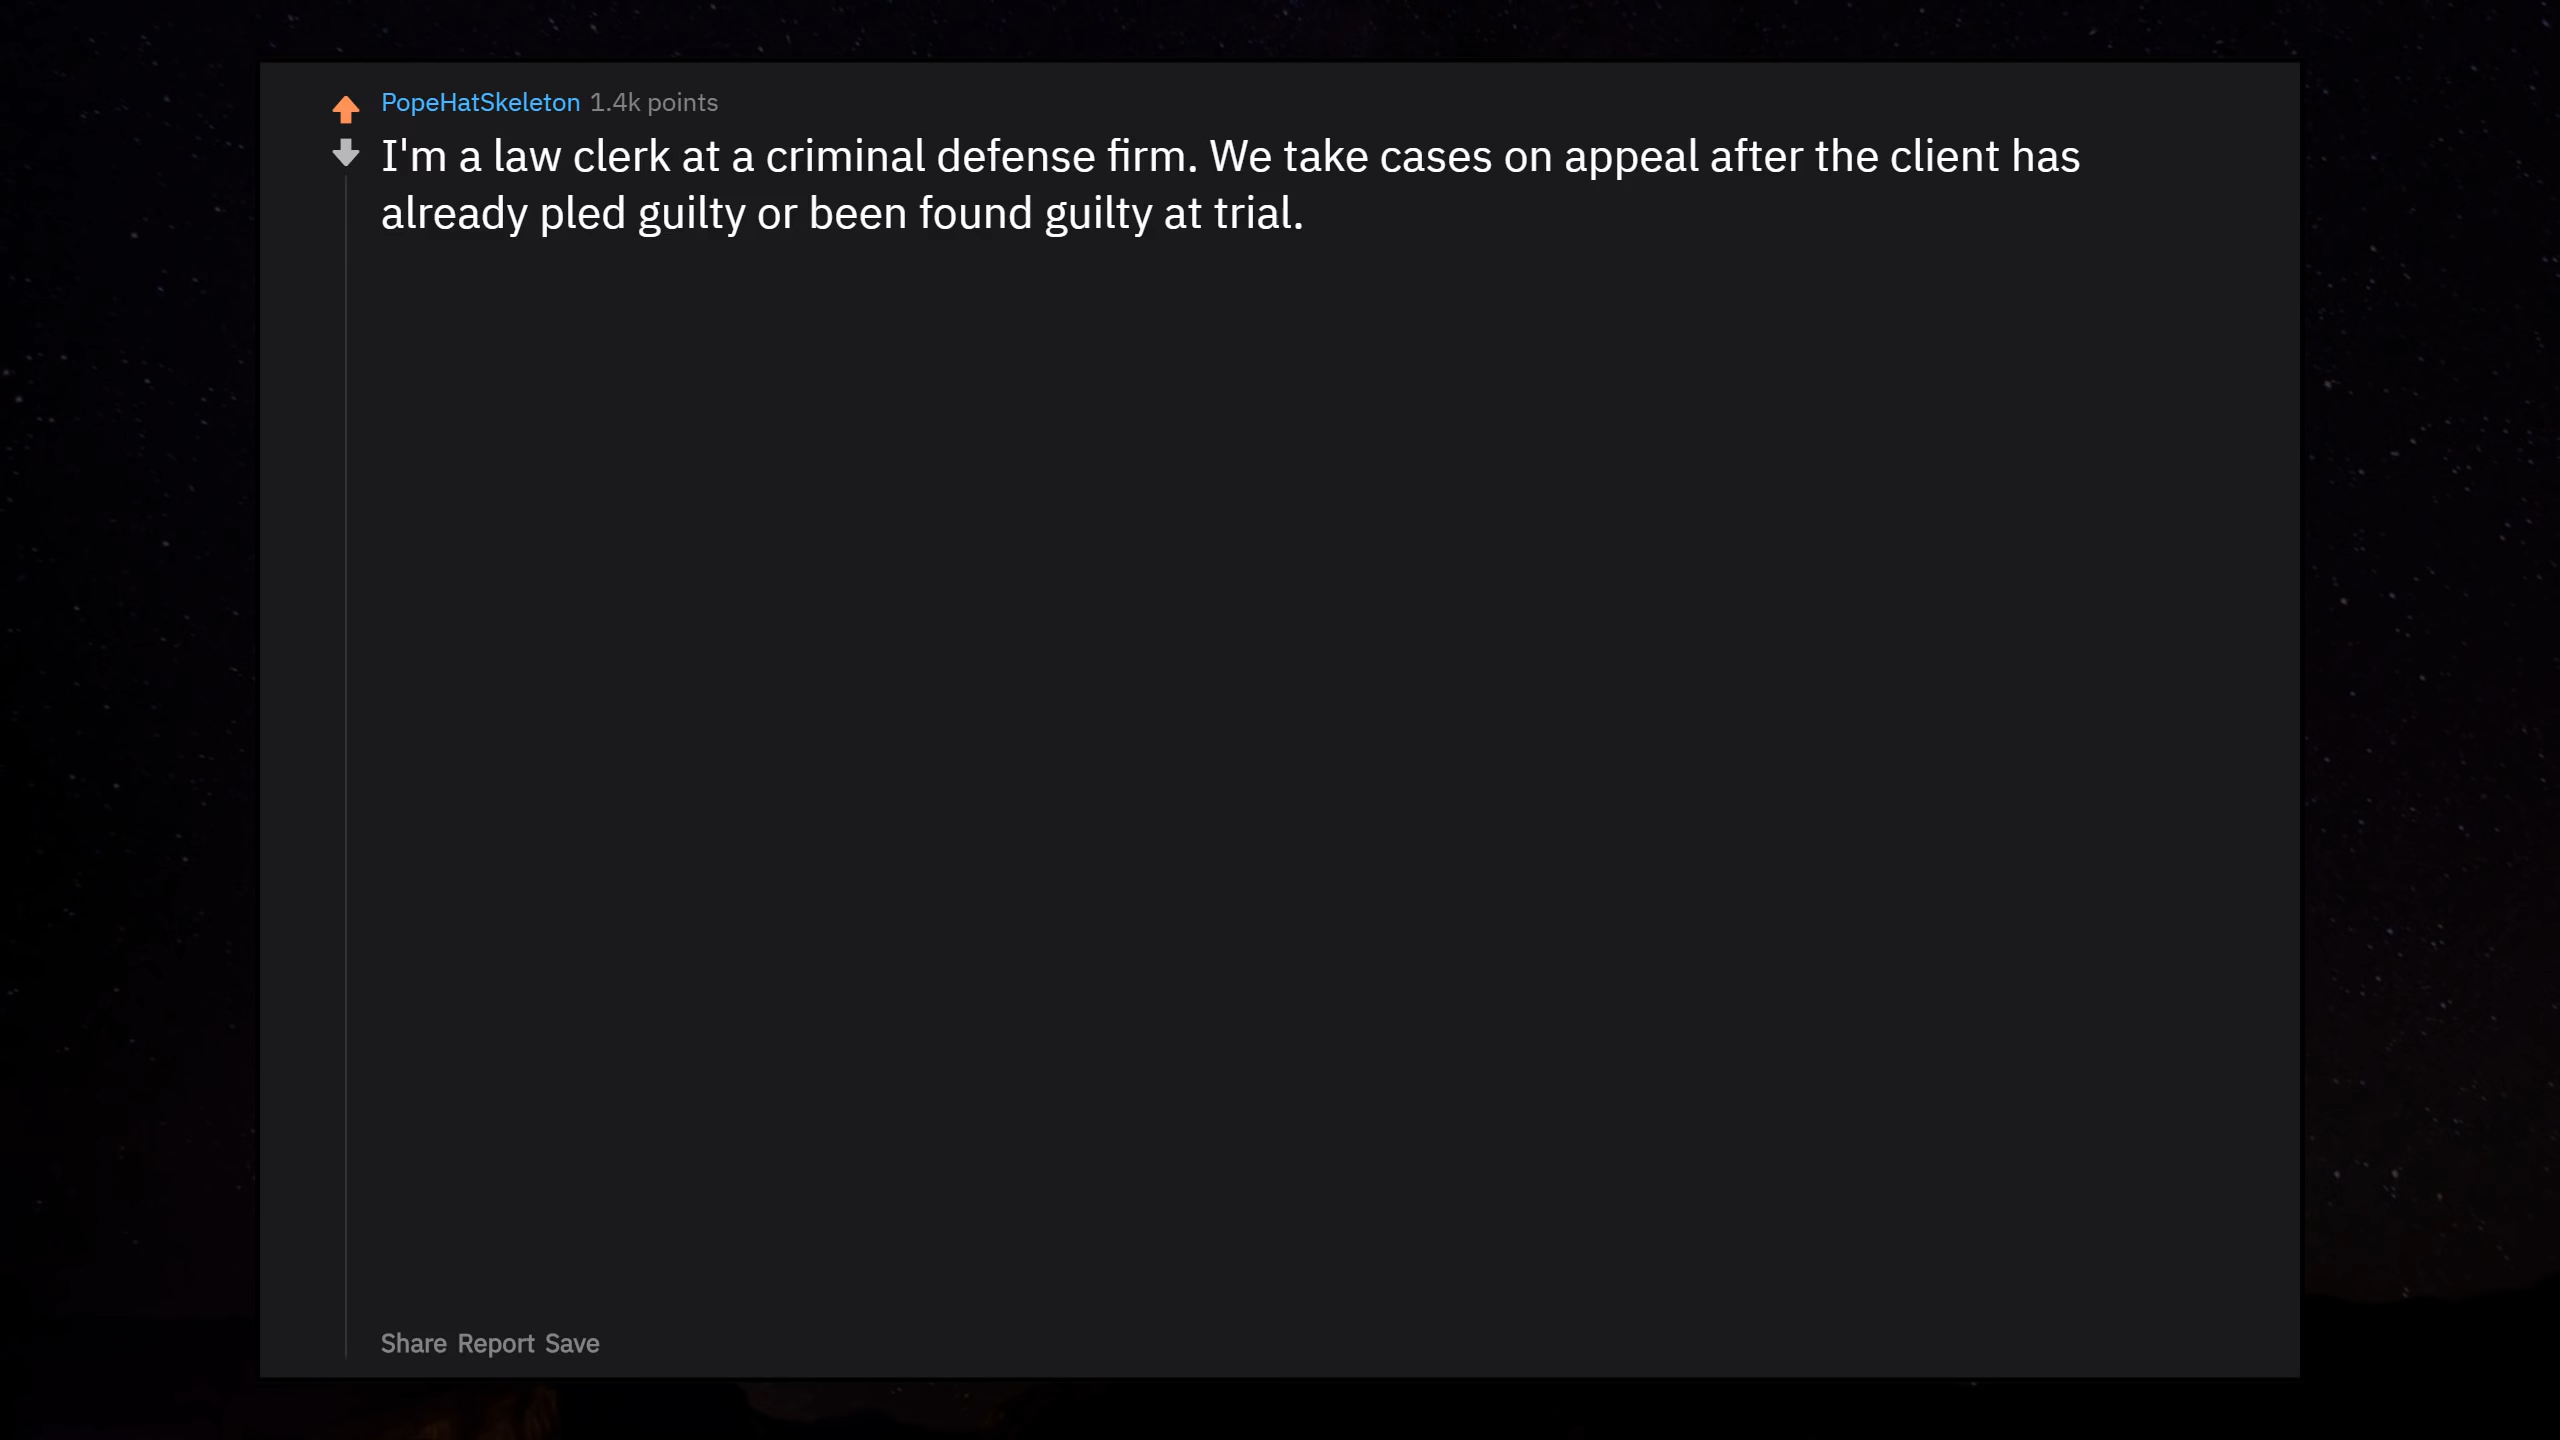 PopeHatSkeleton 1.4k points
I'm a law clerk at a criminal defense firm. We take cases on appeal after the client has
already pled guilty or been found guilty at trial.
Share Report Save